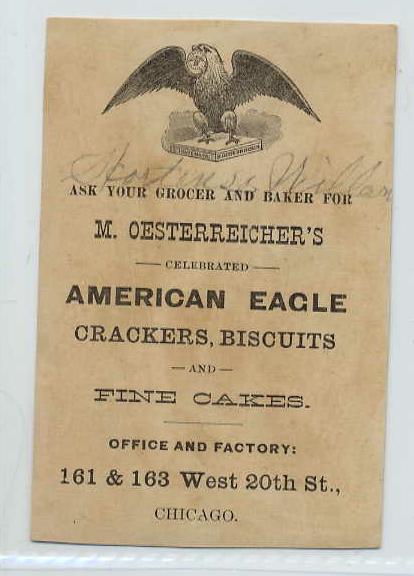 ASK YOUR GROCER AND BAKER FOR
M. OESTERREICHER'S
CELEBRATED
AMERICAN EAGLE
CRACKERS, BISCUITS
AND
FINE CAKES.
OFFICE AND FACTORY:
161 & 163 West 20th St.,
CHICAGO.